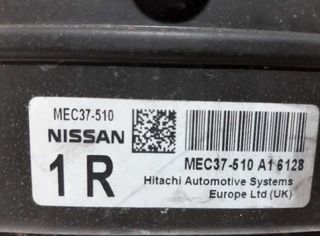 MEC37-510
NISSAN
1 R
MEC37-510 A1 6128
Hitachi Automotive Systems
Europe Ltd (UK)